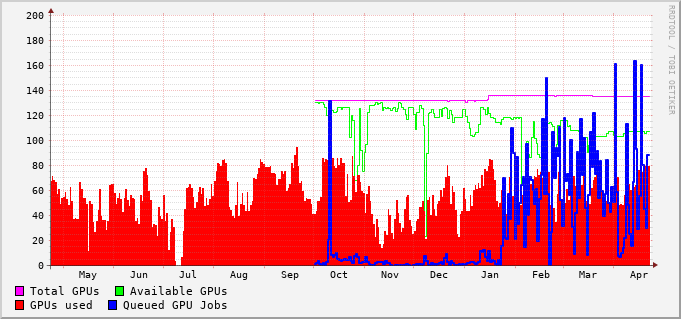 200
180
160
140
120
100
80
60
40
20
0
May Jun Jul Aug Sep Oct Nov Dec Jan Feb Mar Apr
Total GPUs Available GPUs
GPUs used Queued GPU Jobs
RRDTOOL / TOBI OETIKER